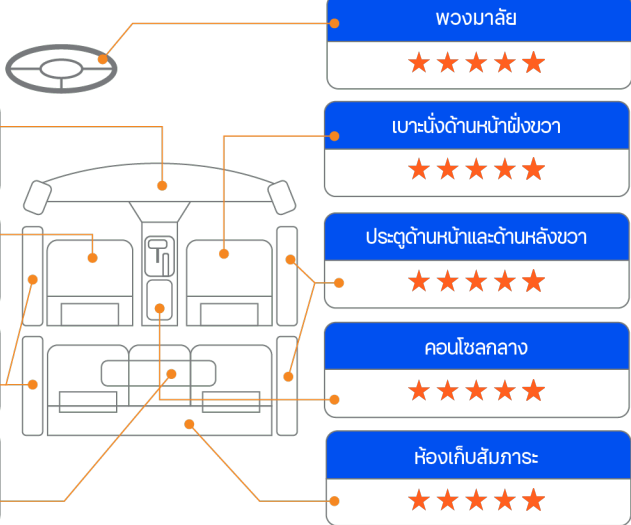 พวงมาลัย
เบาะนั่งด้านหน้าฝั่งขวา
ประตูด้านหน้าและด้านหลังขวา
คอนโซลกลาง
ห้องเก็บสัมภาระ